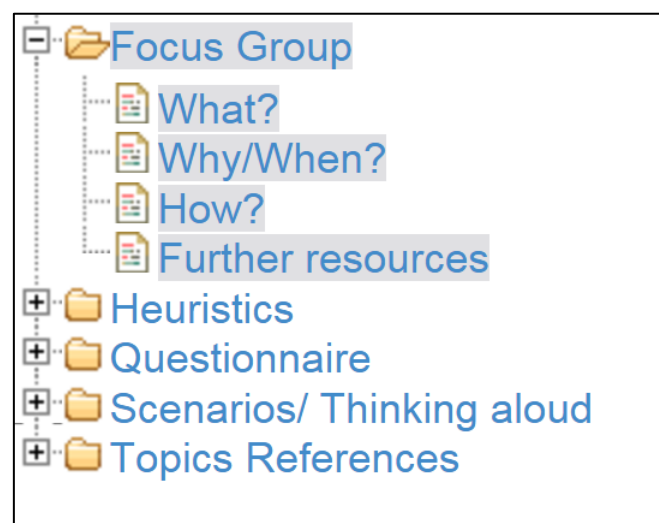 Focus Group
What?
Why/When?
How?
Further resources
Heuristics
Questionnaire
Scenarios/ Thinking aloud
Topics References